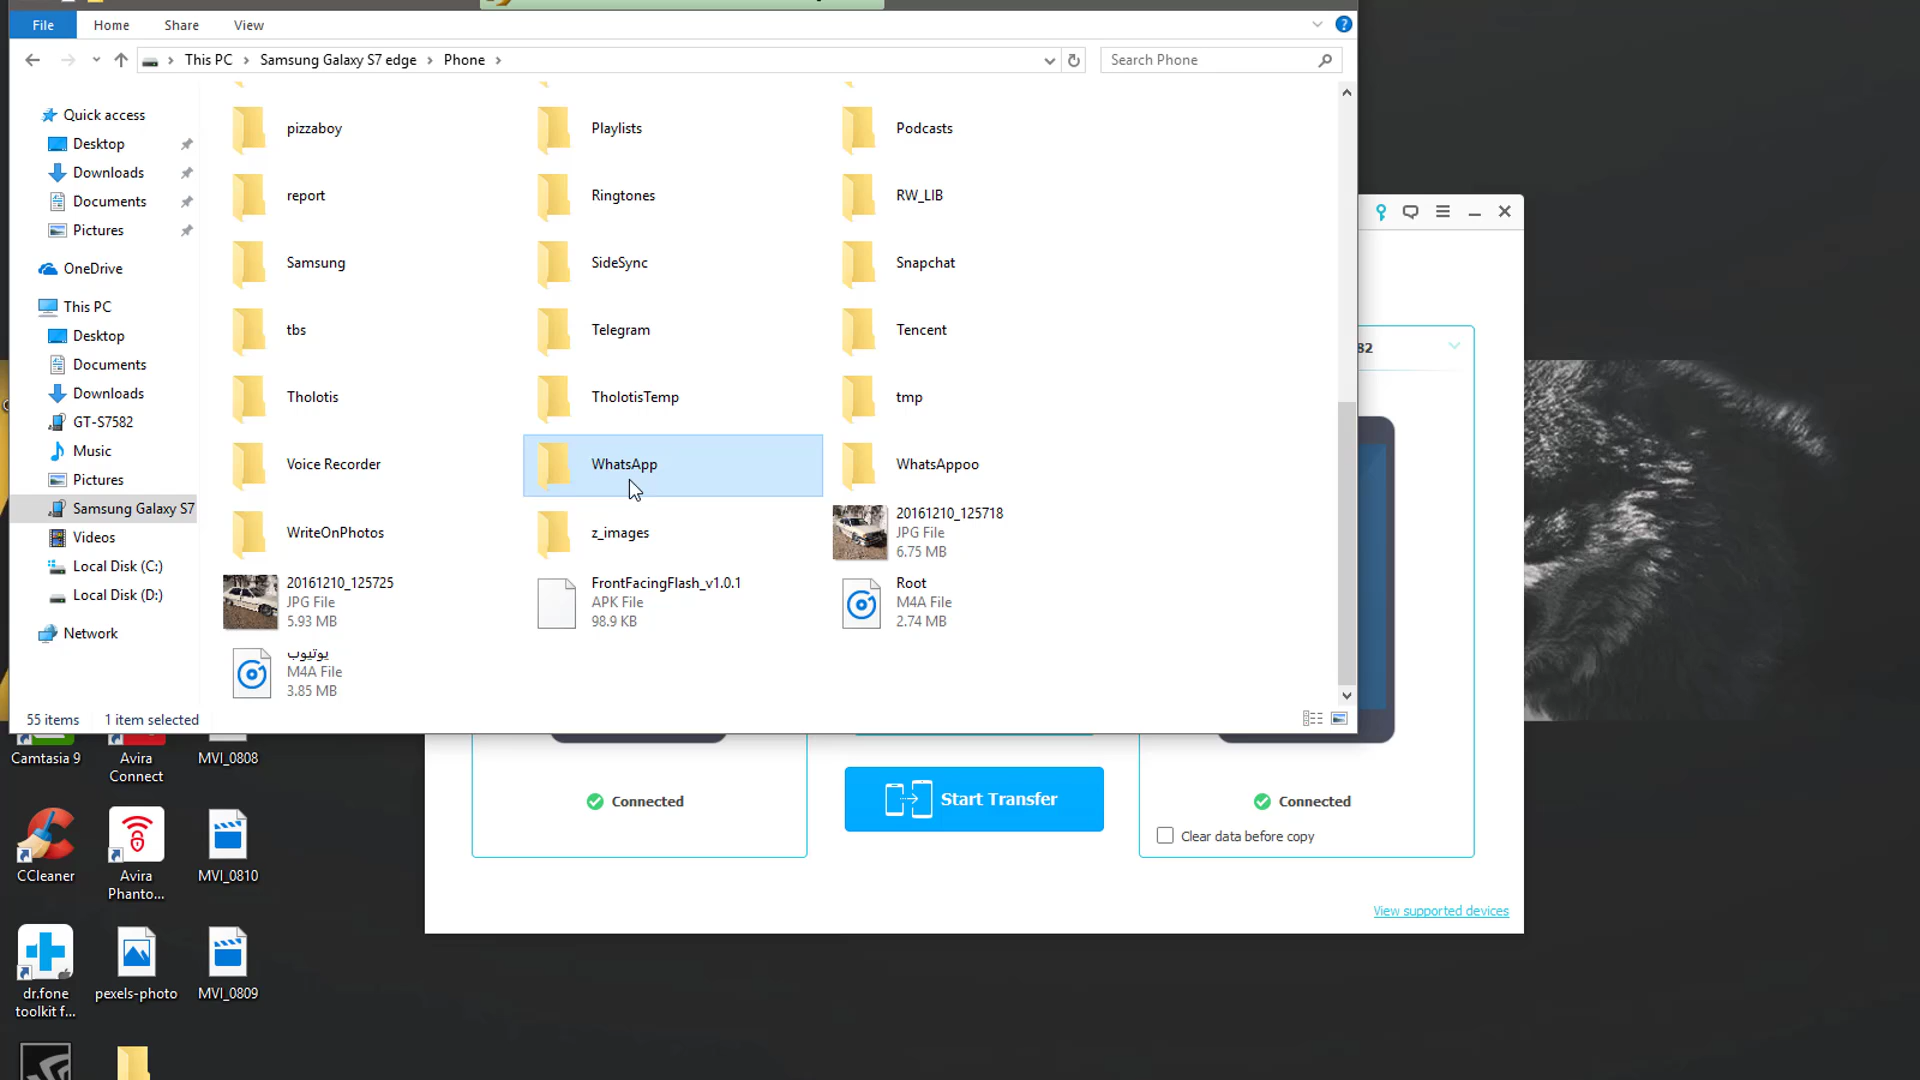 File
Home
Share
View
This PC
Samsung Galaxy S7 edge
Phone
Search Phone
Quick access
Desktop
Downloads
Documents
Pictures
OneDrive
This PC
Desktop
Documents
Downloads
GT-S7582
Music
Pictures
Samsung Galaxy S7
Videos
Local Disk (C:)
Local Disk (D:)
Network
pizzaboy
Playlists
Podcasts
report
Ringtones
RW_LIB
Samsung
SideSync
Snapchat
tbs
Telegram
Tencent
Tholotis
TholotisTemp
tmp
Voice Recorder
WhatsApp
WhatsAppoo
WriteOnPhotos
z_images
20161210_125718
JPG File
6.75 MB
20161210_125725
JPG File
5.93 MB
FrontFacingFlash_v1.0.1
APK File
98.9 KB
Root
M4A File
2.74 MB
يوتيوب
M4A File
3.85 MB
55 items
1 item selected
82
Connected
Start Transfer
Connected
Clear data before copy
View supported devices
Camtasia 9
Avira
Connect
MVI_0808
CCleaner
Avira
Phanto...
MVI_0810
dr.fone
toolkit f...
pexels-photo
MVI_0809